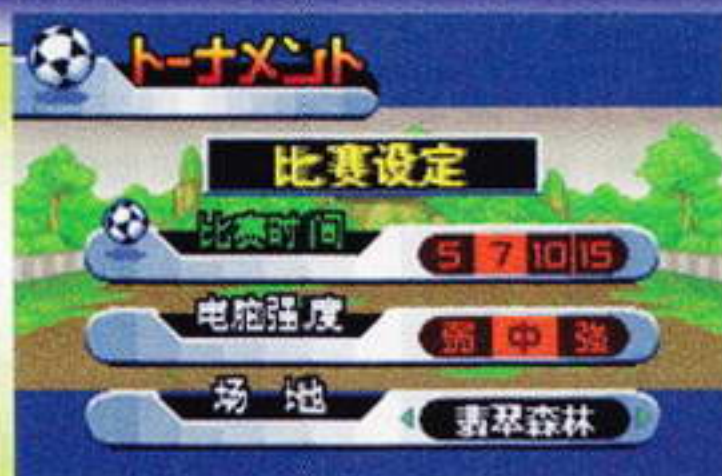 トーナメント
比赛设定
比赛时间 5 7 10 15
电脑强度 弱 中 強
场地 翡翠森林